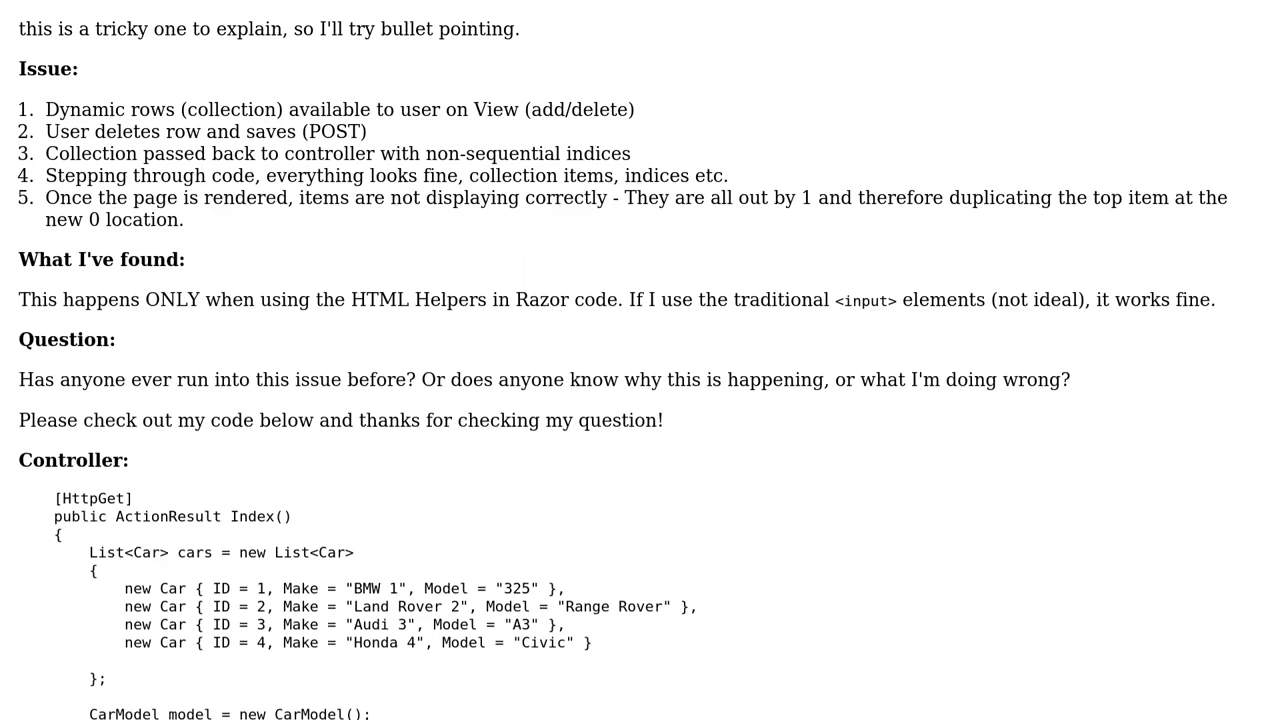 this is a tricky one to explain, so I'll try bullet pointing.
Issue:
1. Dynamic rows (collection) available to user on View (add/delete)
2. User deletes row and saves (POST)
3. Collection passed back to controller with non-sequential indices
4. Stepping through code, everything looks fine, collection items, indices etc.
5. Once the page is rendered, items are not displaying correctly - They are all out by 1 and therefore duplicating the top item at the
new 0 location.
What I've found:
This happens ONLY when using the HTML Helpers in Razor code. If I use the traditional <input> elements (not ideal), it works fine.
Question:
Has anyone ever run into this issue before? Or does anyone know why this is happening, or what I'm doing wrong?
Please check out my code below and thanks for checking my question!
Controller:
[HttpGet]
public ActionResult Index()
{
List<Car> cars = new List<Car>
{
new Car { ID = 1, Make = "BMW 1", Model = "325" },
new Car { ID = 2, Make = "Land Rover 2", Model = "Range Rover" },
new Car { ID = 3, Make = "Audi 3", Model = "A3" },
new Car { ID = 4, Make = "Honda 4", Model = "Civic" }
};
CarModel model = new CarModel();